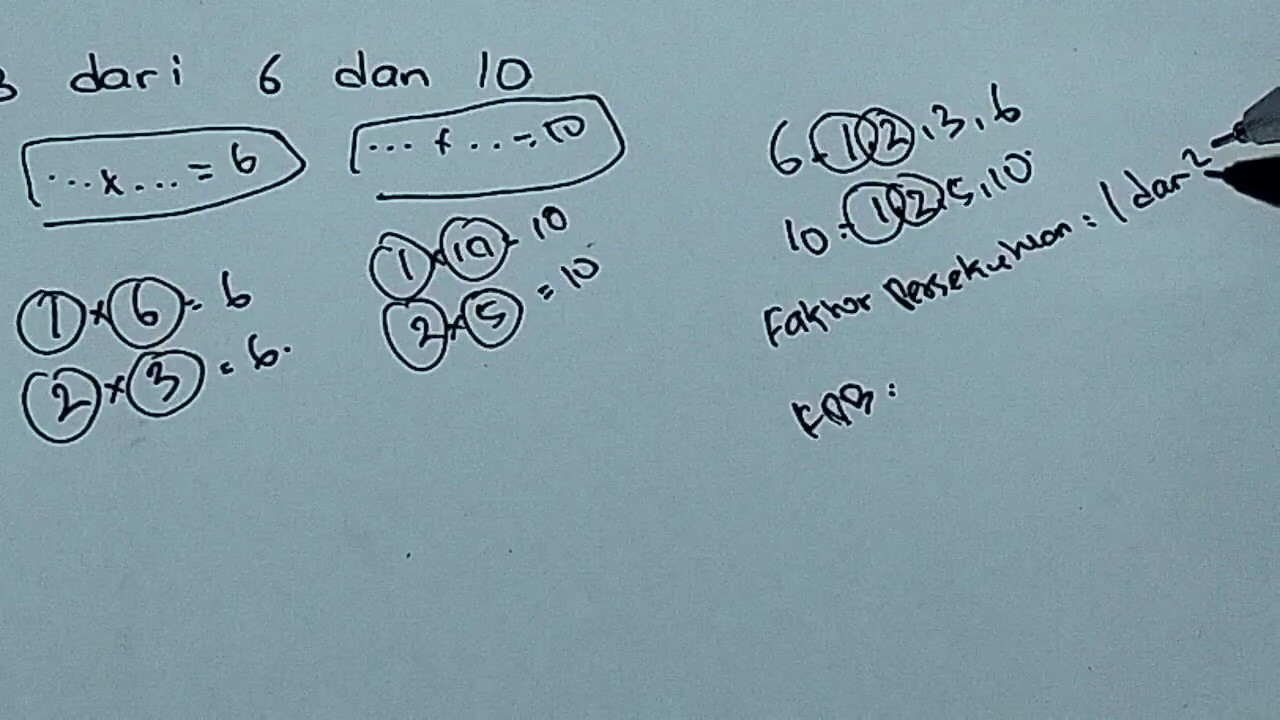 dari 6 dan 10
...x... = 6
... x ... = 10
1 x 6 = 6
2 x 3 = 6.
1 x 10 = 10
2 x 5 = 10
6 : 1, 2, 3, 6
10 : 1, 2, 5, 10
Faktor Persekutuan : 1 dan 2
FPB :